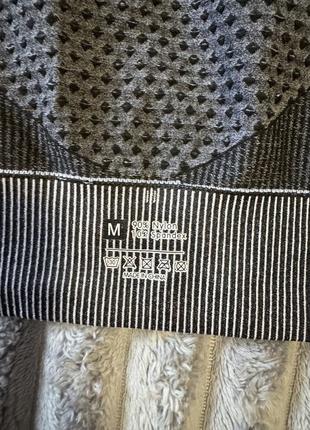 M
90% Nylon
10% Spandex
MADE IN CHINA